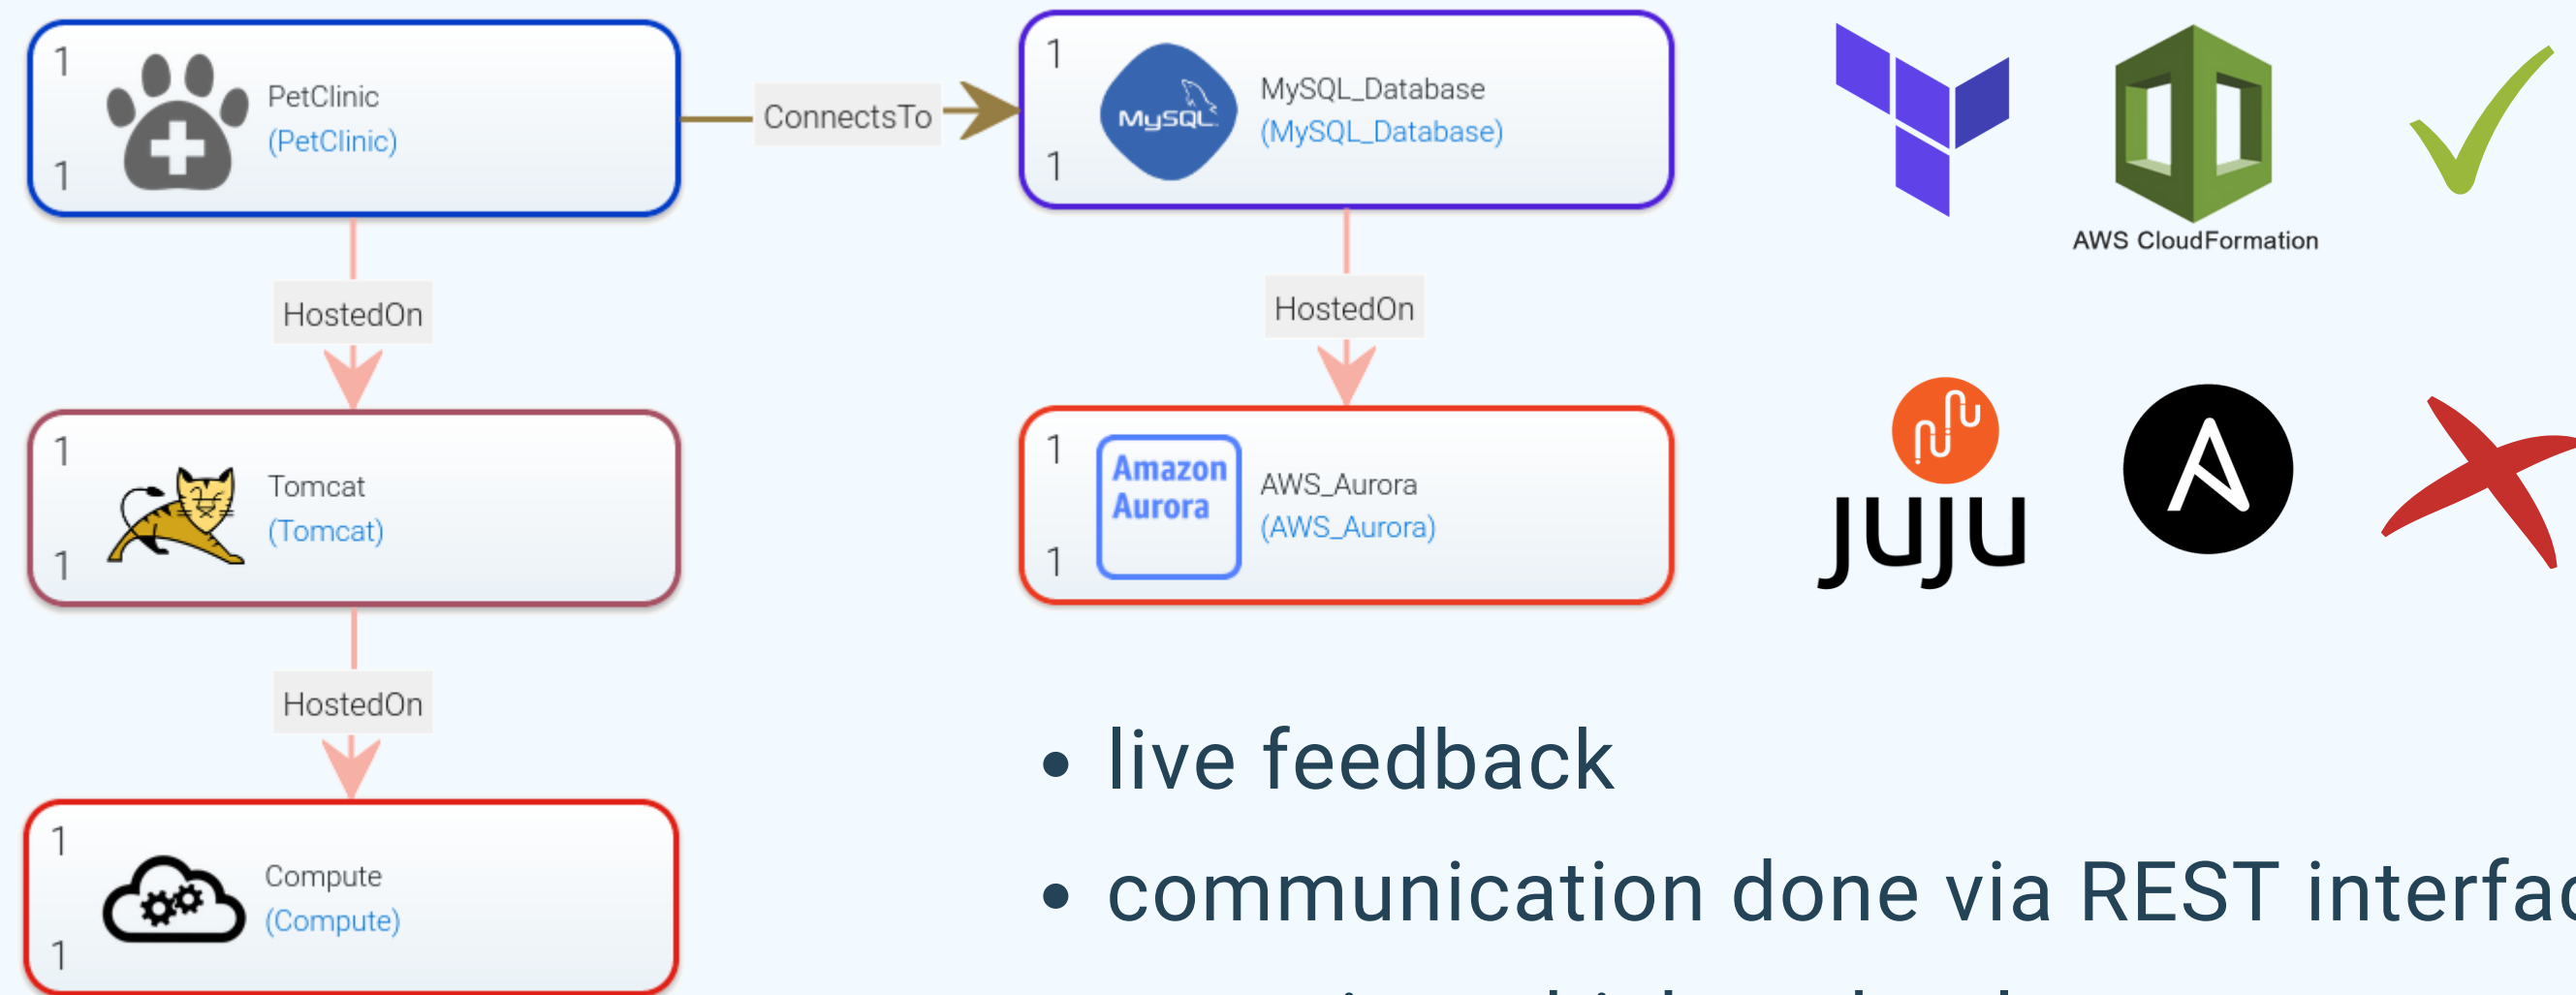 1
PetClinic
(PetClinic)
1
ConnectsTo
1
MySQL
MySQL_Database
(MySQL_Database)
1
AWS CloudFormation
HostedOn
HostedOn
1
Tomcat
(Tomcat)
1
1
Amazon
Aurora
AWS_Aurora
(AWS_Aurora)
1
juju
HostedOn
• live feedback
• communication done via REST
1
Compute
(Compute)
1